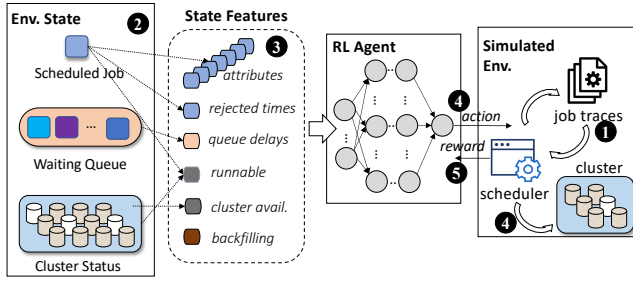 Env. State
2
Scheduled Job
...
Waiting Queue
Cluster Status
State Features
3
attributes
rejected times
queue delays
runnable
cluster avail.
backfilling
RL Agent
4
action
reward
5
Simulated
Env.
job traces
1
scheduler
cluster
4